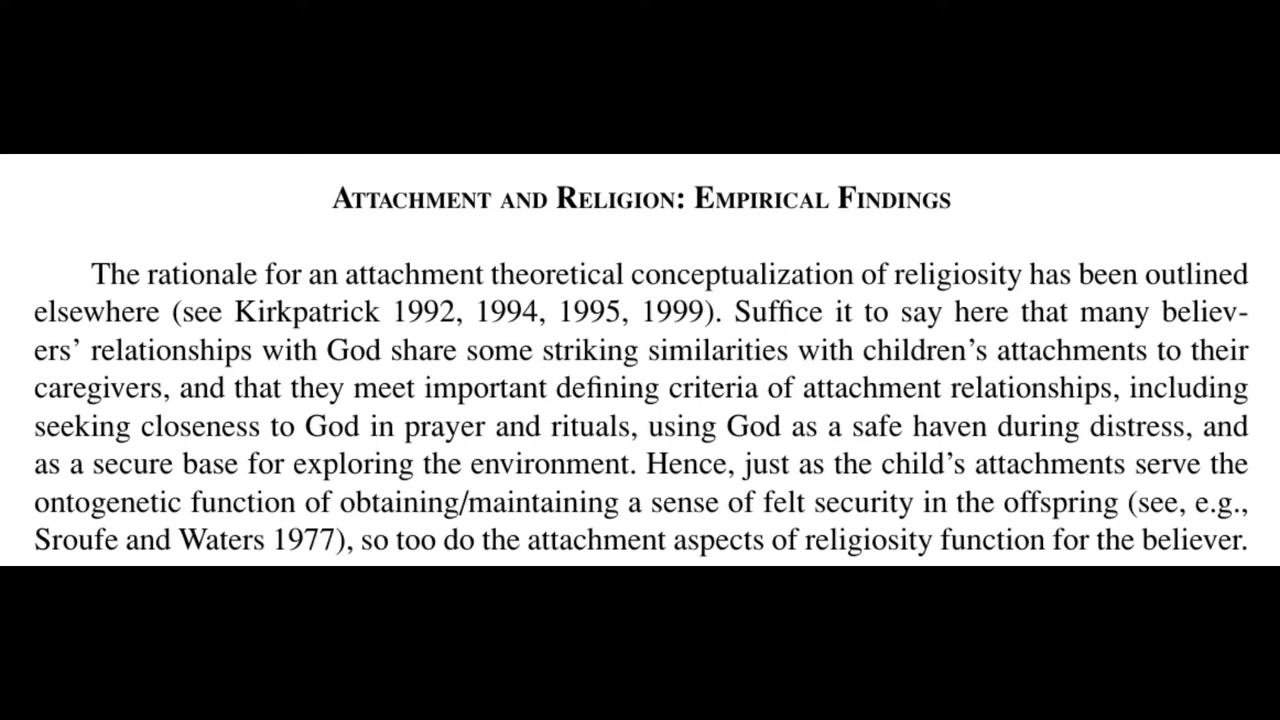 ATTACHMENT AND RELIGION: EMPIRICAL FINDINGS
The rationale for an attachment theoretical conceptualization of religiosity has been outlined
elsewhere (see Kirkpatrick 1992, 1994, 1995, 1999). Suffice it to say here that many believ-
ers’ relationships with God share some striking similarities with children’s attachments to their
caregivers, and that they meet important defining criteria of attachment relationships, including
seeking closeness to God in prayer and rituals, using God as a safe haven during distress, and
as a secure base for exploring the environment. Hence, just as the child’s attachments serve the
ontogenetic function of obtaining/maintaining a sense of felt security in the offspring (see, e.g.,
Sroufe and Waters 1977), so too do the attachment aspects of religiosity function for the believer.